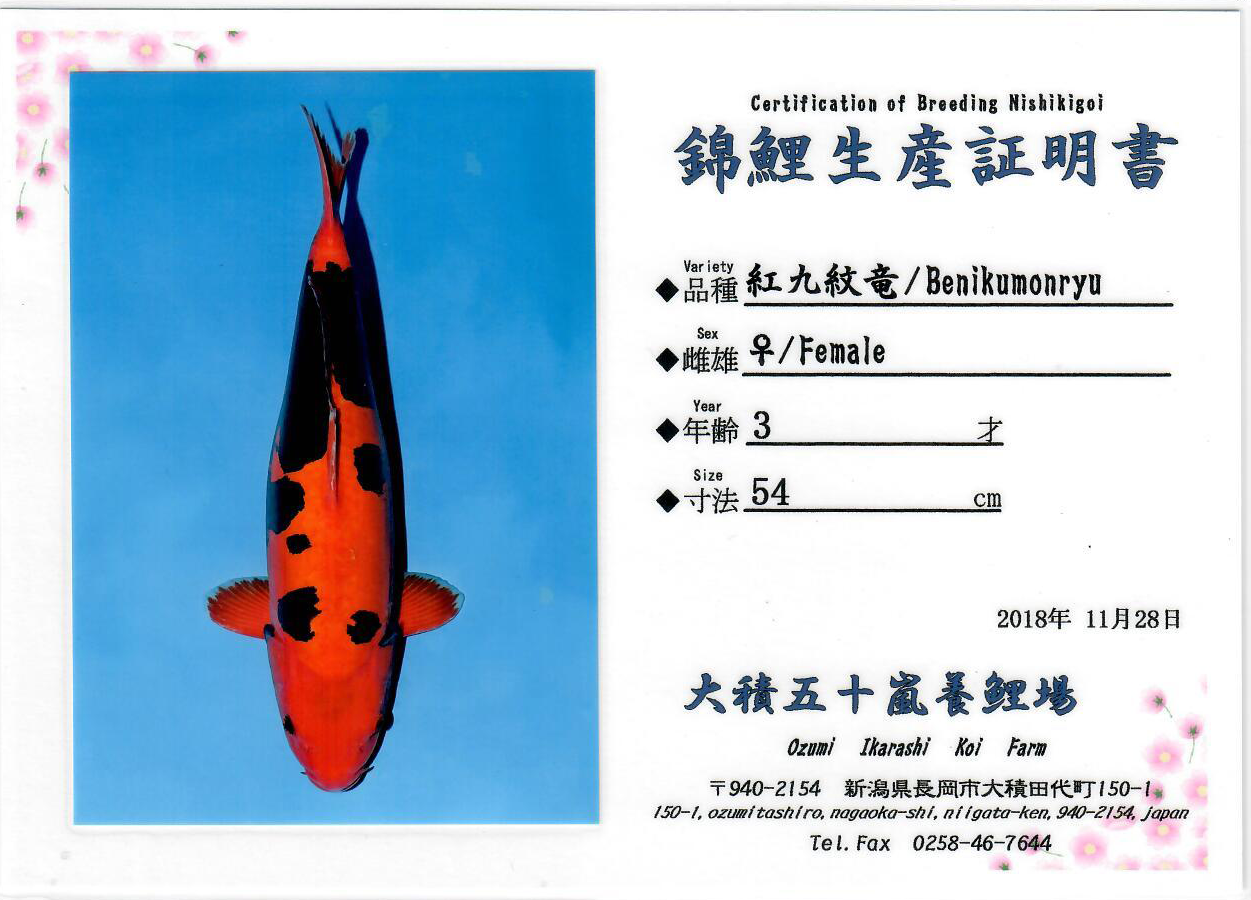 Certification of Breeding Nishikigoi
錦鯉生産証明書
Variety
◆品種 紅九紋竜/Benikumonryu
Sex
◆雌雄 ♀/Female
Year
◆年齢 3 才
Size
◆寸法 54 cm
2018年 11月28日
大積五十嵐養鯉場
Ozumi Ikarashi Koi Farm
〒940-2154 新潟県長岡市大積田代町150-1
150-1, ozumitashiro, nagaoka-shi, niigata-ken, 940-2154, japan
Tel.Fax 0258-46-7644